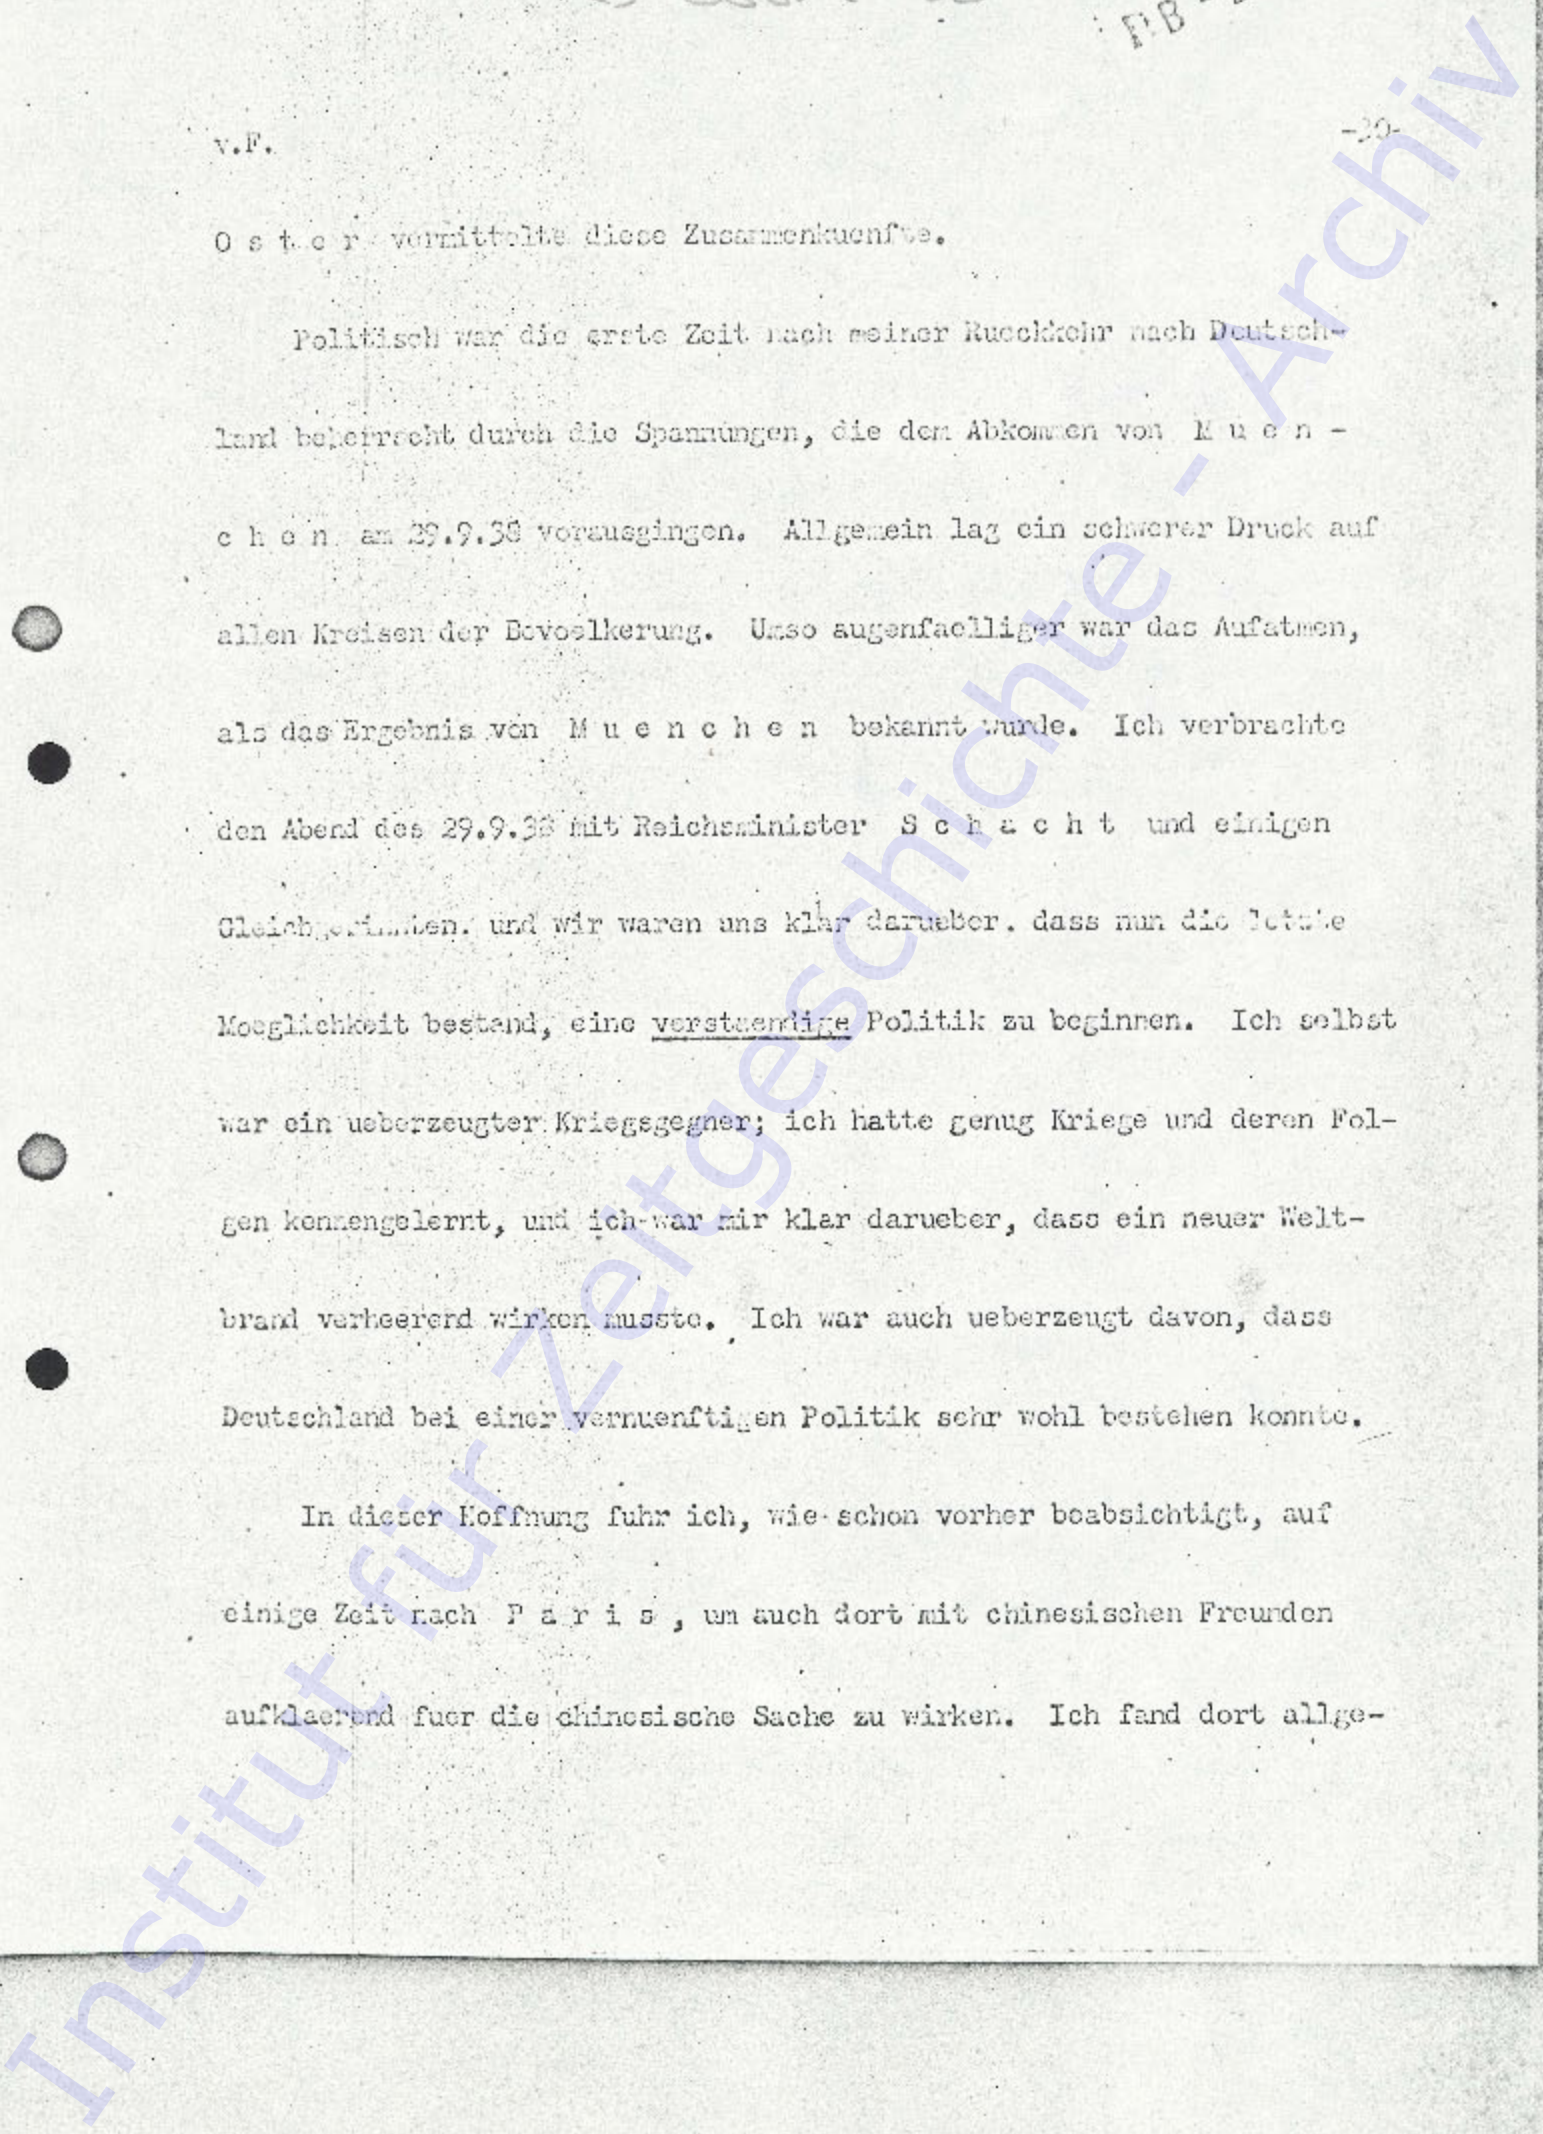 v.F.
O s t e r vermittelte diese Zusammenkuenfte.
Politisch war die erste Zeit nach meiner Rueckkehr nach Deutsch-
land beherrscht durch die Spannungen, die dem Abkommen von M u e n -
c h e n am 29.9.38 vorausgingen. Allgemein lag ein schwerer Druck auf
allen Kreisen der Bevoelkerung. Umso augenfaelliger war das Aufatmen,
als das Ergebnis von M u e n c h e n bekannt wurde. Ich verbrachte
den Abend des 29.9.38 mit Reichsminister S c h a c h t und einigen
Gleichgesinnten. und wir waren uns klar darueber. dass nun die letzte
Moeglichkeit bestand, eine verstaendige Politik zu beginnen. Ich selbst
war ein ueberzeugter Kriegsgegner; ich hatte genug Kriege und deren Fol-
gen kennengelernt, und ich war mir klar darueber, dass ein neuer Welt-
brand verheerend wirken musste. Ich war auch ueberzeugt davon, dass
Deutschland bei einer vernuenftigen Politik sehr wohl bestehen konnte.
In dieser Hoffnung fuhr ich, wie schon vorher beabsichtigt, auf
einige Zeit nach P a r i s , um auch dort mit chinesischen Freunden
aufklaerend fuer die chinesische Sache zu wirken. Ich fand dort allge-
Institut für Zeitgeschichte - Archiv